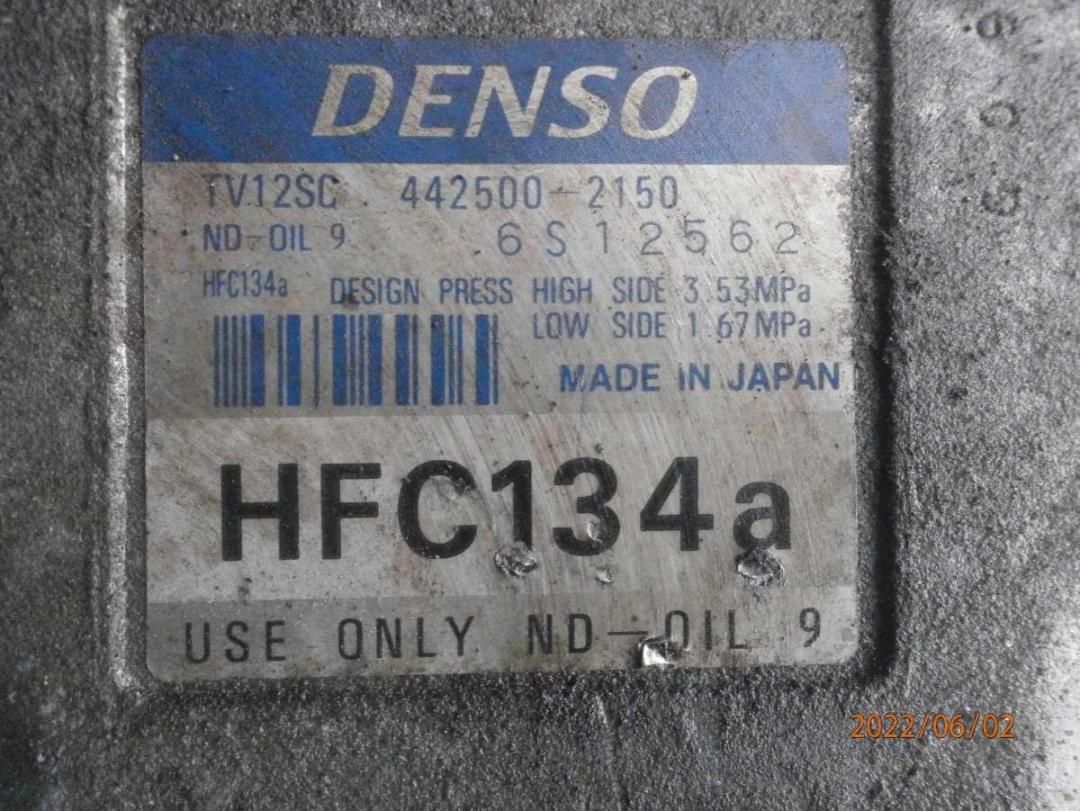 DENSO
TV12SC 442500-2150
ND-OIL 9 6S12562
HFC134a DESIGN PRESS HIGH SIDE 3.53MPa
LOW SIDE 1.67MPa
MADE IN JAPAN
HFC134a
USE ONLY ND-OIL 9
2022/06/02